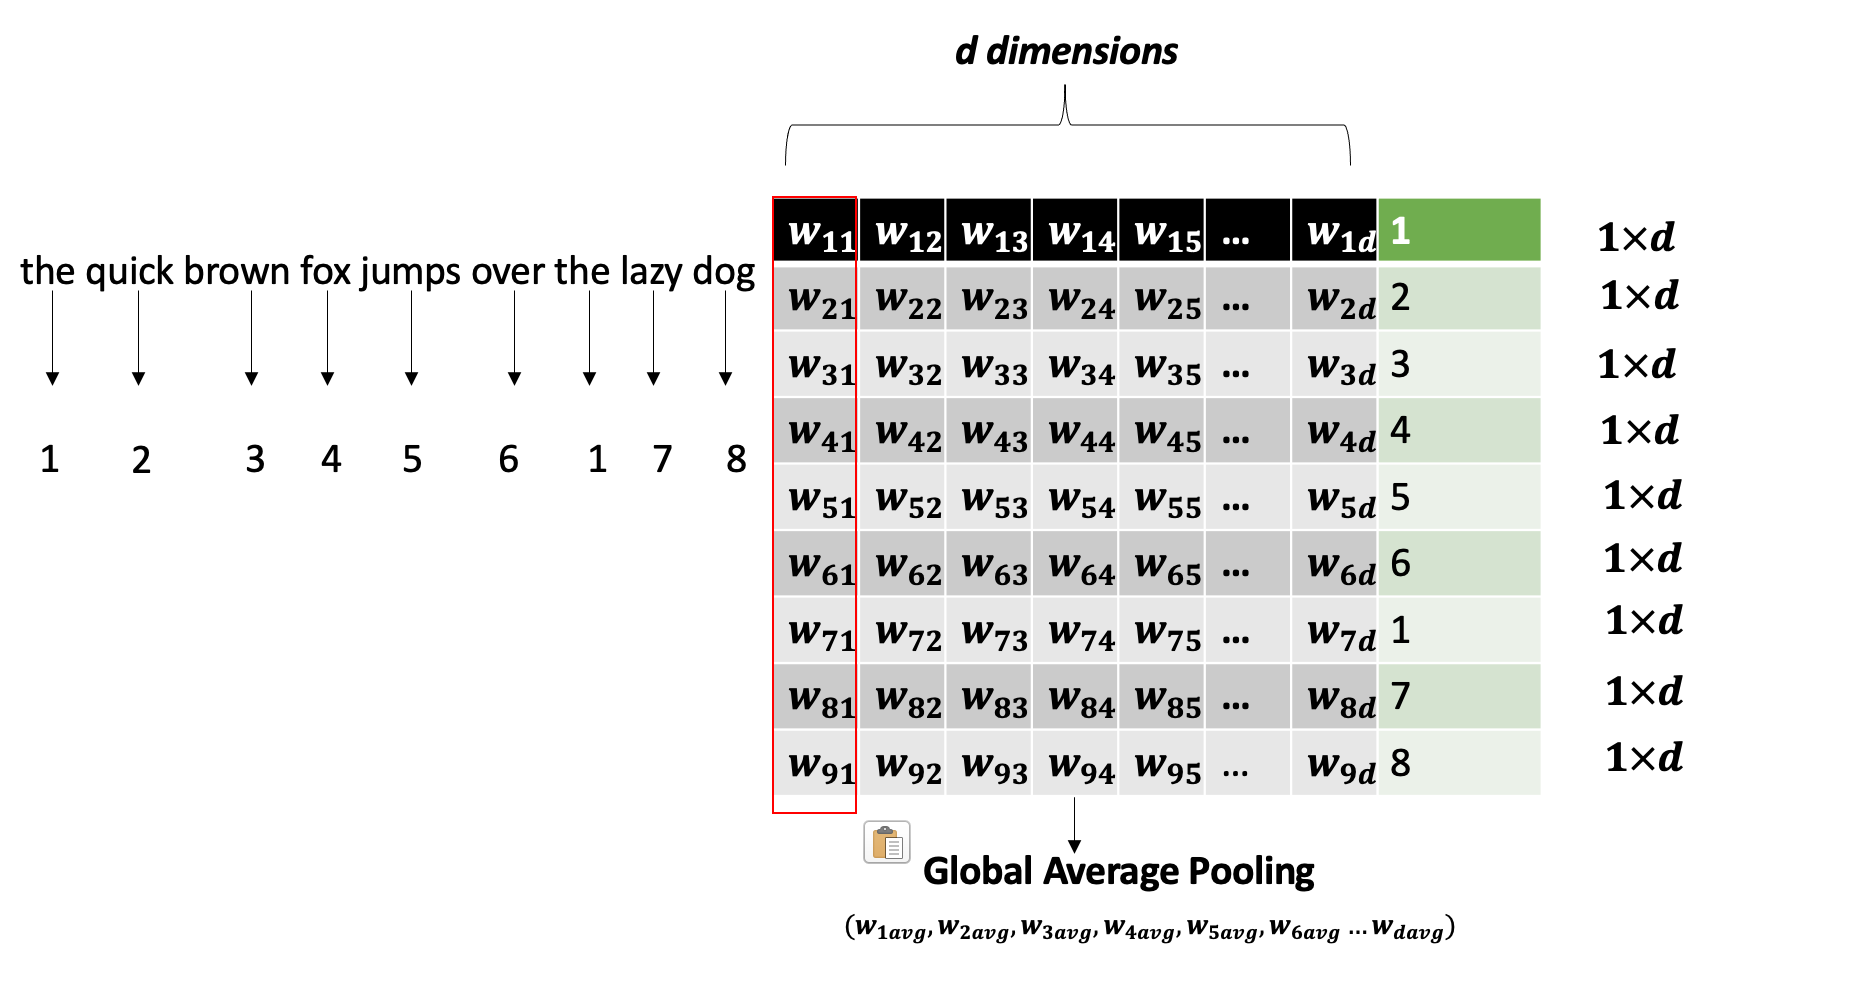 d dimensions
the quick brown fox jumps over the lazy dog
1 2 3 4 5 6 1 7 8
w11 w12 w13 w14 w15 ... w1d 1 1×d
w21 w22 w23 w24 w25 ... w2d 2 1×d
w31 w32 w33 w34 w35 ... w3d 3 1×d
w41 w42 w43 w44 w45 ... w4d 4 1×d
w51 w52 w53 w54 w55 ... w5d 5 1×d
w61 w62 w63 w64 w65 ... w6d 6 1×d
w71 w72 w73 w74 w75 ... w7d 1 1×d
w81 w82 w83 w84 w85 ... w8d 7 1×d
w91 w92 w93 w94 w95 ... w9d 8 1×d
Global Average Pooling
(w1avg, w2avg, w3avg, w4avg, w5avg, w6avg ... wdavg)